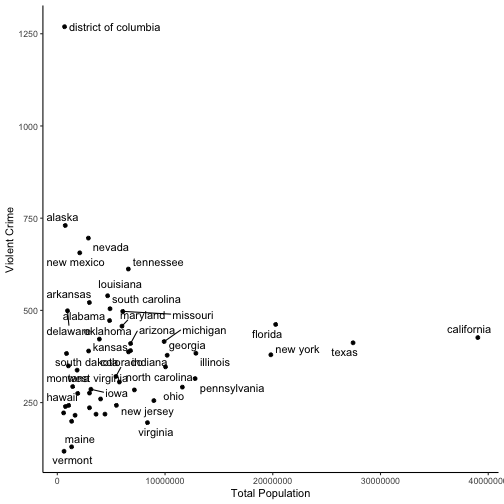 1250
district of columbia
1000
Violent Crime
750
alaska
nevada
new mexico
tennessee
louisiana
arkansas
south carolina
500
alabama
maryland
missouri
delaware
oklahoma
arizona
michigan
florida
california
kansas
georgia
new york
texas
south dakota
colorado
indiana
illinois
montana
west virginia
north carolina
pennsylvania
hawaii
iowa
ohio
250
new jersey
virginia
maine
vermont
0
10000000
20000000
30000000
40000000
Total Population